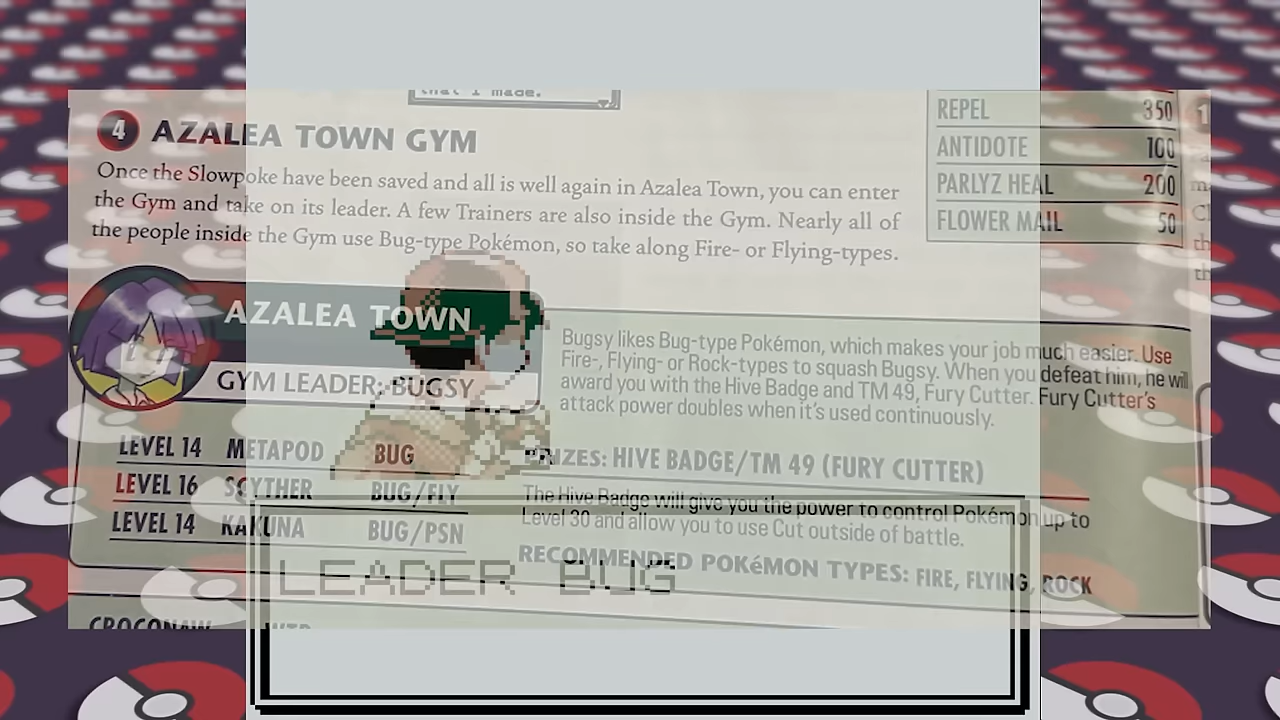 that I made.
4 AZALEA TOWN GYM
Once the Slowpoke have been saved and all is well again in Azalea Town, you can enter
the Gym and take on its leader. A few Trainers are also inside the Gym. Nearly all of
the people inside the Gym use Bug-type Pokémon, so take along Fire- or Flying-types.
REPEL 350
ANTIDOTE 100
PARLYZ HEAL 200
FLOWER MAIL 50
AZALEA TOWN
GYM LEADER: BUGSY
LEVEL 14 METAPOD BUG
LEVEL 16 SCYTHER BUG/FLY
LEVEL 14 KAKUNA BUG/PSN
Bugsy likes Bug-type Pokémon, which makes your job much easier. Use
Fire-, Flying- or Rock-types to squash Bugsy. When you defeat him, he will
award you with the Hive Badge and TM 49, Fury Cutter. Fury Cutter's
attack power doubles when it's used continuously.
PRIZES: HIVE BADGE/TM 49 (FURY CUTTER)
The Hive Badge will give you the power to control Pokémon up to
Level 30 and allow you to use Cut outside of battle.
RECOMMENDED POKéMON TYPES: FIRE, FLYING, ROCK
LEADER BUG